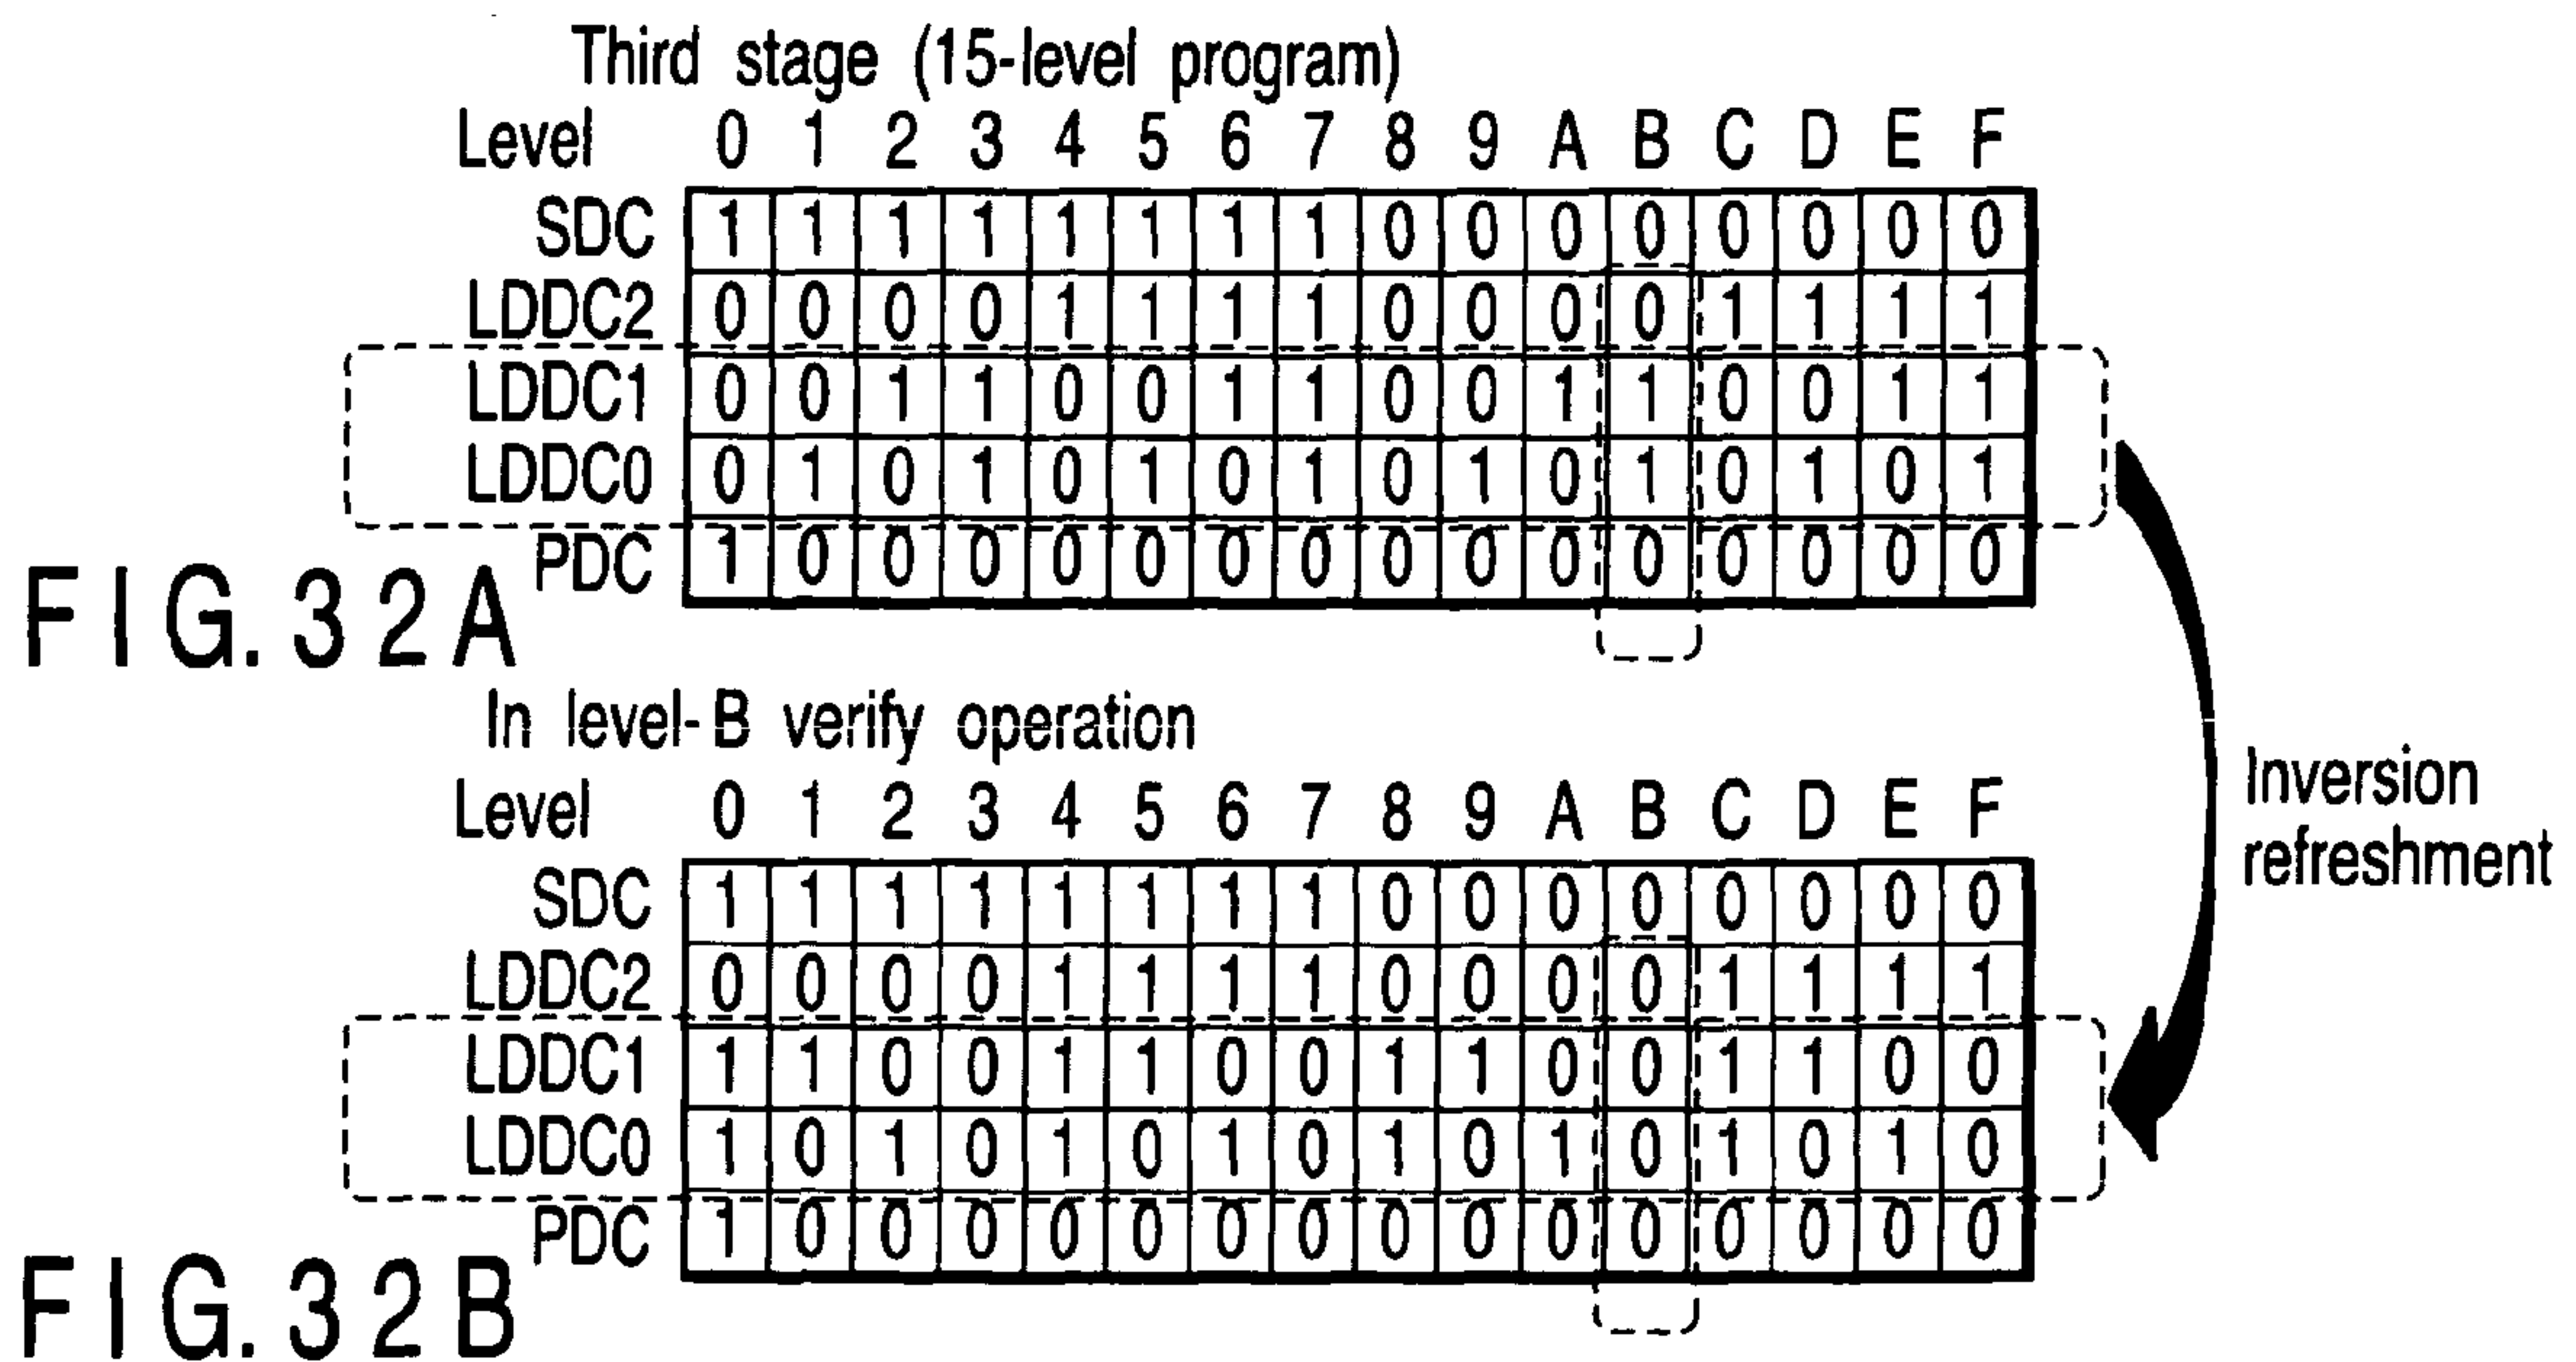 Third stage (15-level program)
Level 0 1 2 3 4 5 6 7 8 9 A B C D E F
SDC 1 1 1 1 1 1 1 1 0 0 0 0 0 0 0 0
LDDC2 0 0 0 0 1 1 1 1 0 0 0 0 1 1 1 1
LDDC1 0 0 1 1 0 0 1 1 0 0 1 1 0 0 1 1
LDDC0 0 1 0 1 0 1 0 1 0 1 0 1 0 1 0 1
PDC 1 0 0 0 0 0 0 0 0 0 0 0 0 0 0 0
FIG. 32A
In level-B verify operation
Level 0 1 2 3 4 5 6 7 8 9 A B C D E F
SDC 1 1 1 1 1 1 1 1 0 0 0 0 0 0 0 0
LDDC2 0 0 0 0 1 1 1 1 0 0 0 0 1 1 1 1
LDDC1 1 1 0 0 1 1 0 0 1 1 0 0 1 1 0 0
LDDC0 1 0 1 0 1 0 1 0 1 0 1 0 1 0 1 0
PDC 1 0 0 0 0 0 0 0 0 0 0 0 0 0 0 0
FIG. 32B
Inversion
refreshment